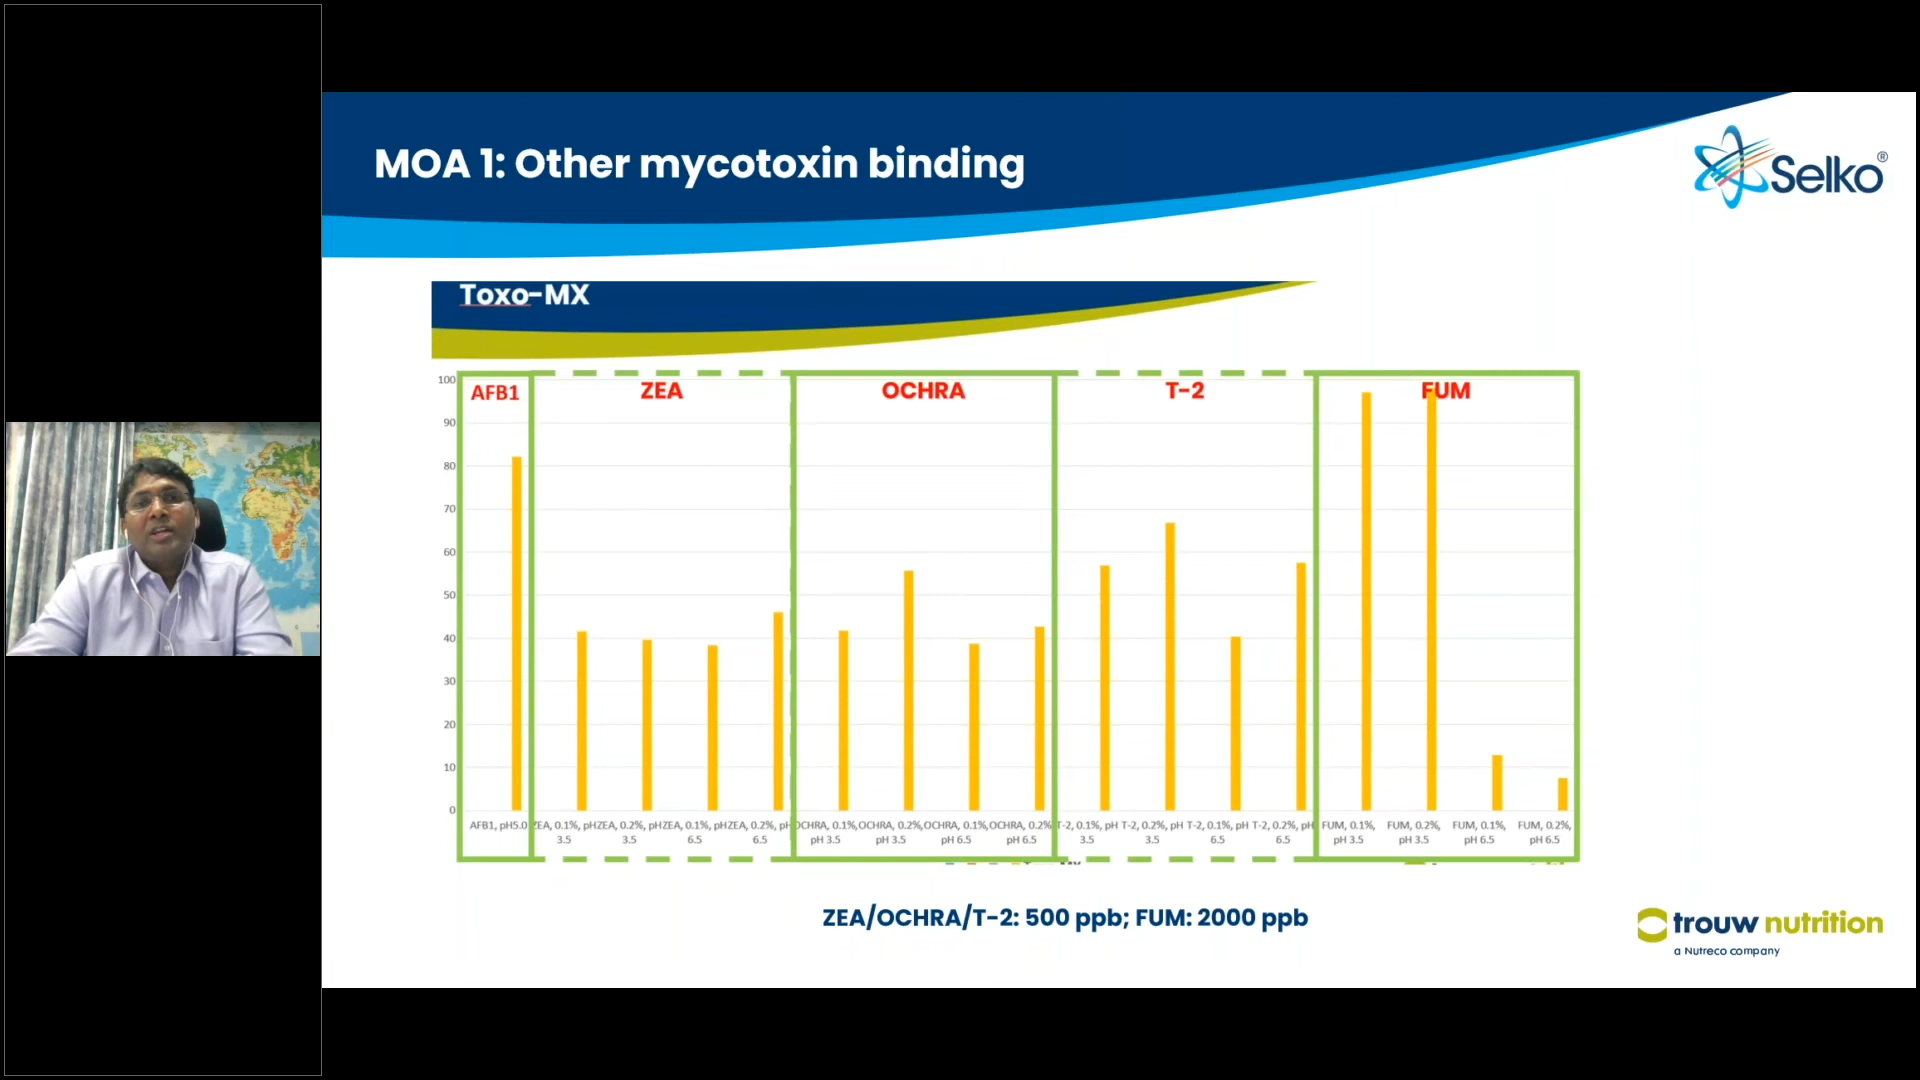 MOA 1: Other mycotoxin binding
Selko®
Toxo-MX
AFB1
ZEA
OCHRA
T-2
FUM
100
90
80
70
60
50
40
30
20
10
0
AFB1, pH5.0
ZEA, 0.1%, pH 3.5
ZEA, 0.2%, pH 3.5
ZEA, 0.1%, pH 6.5
ZEA, 0.2%, pH 6.5
OCHRA, 0.1%, pH 3.5
OCHRA, 0.2%, pH 3.5
OCHRA, 0.1%, pH 6.5
OCHRA, 0.2% pH 6.5
T-2, 0.1%, pH 3.5
T-2, 0.2%, pH 3.5
T-2, 0.1%, pH 6.5
T-2, 0.2%, pH 6.5
FUM, 0.1%, pH 3.5
FUM, 0.2%, pH 3.5
FUM, 0.1%, pH 6.5
FUM, 0.2%, pH 6.5
ZEA/OCHRA/T-2: 500 ppb; FUM: 2000 ppb
trouw nutrition
a Nutreco company